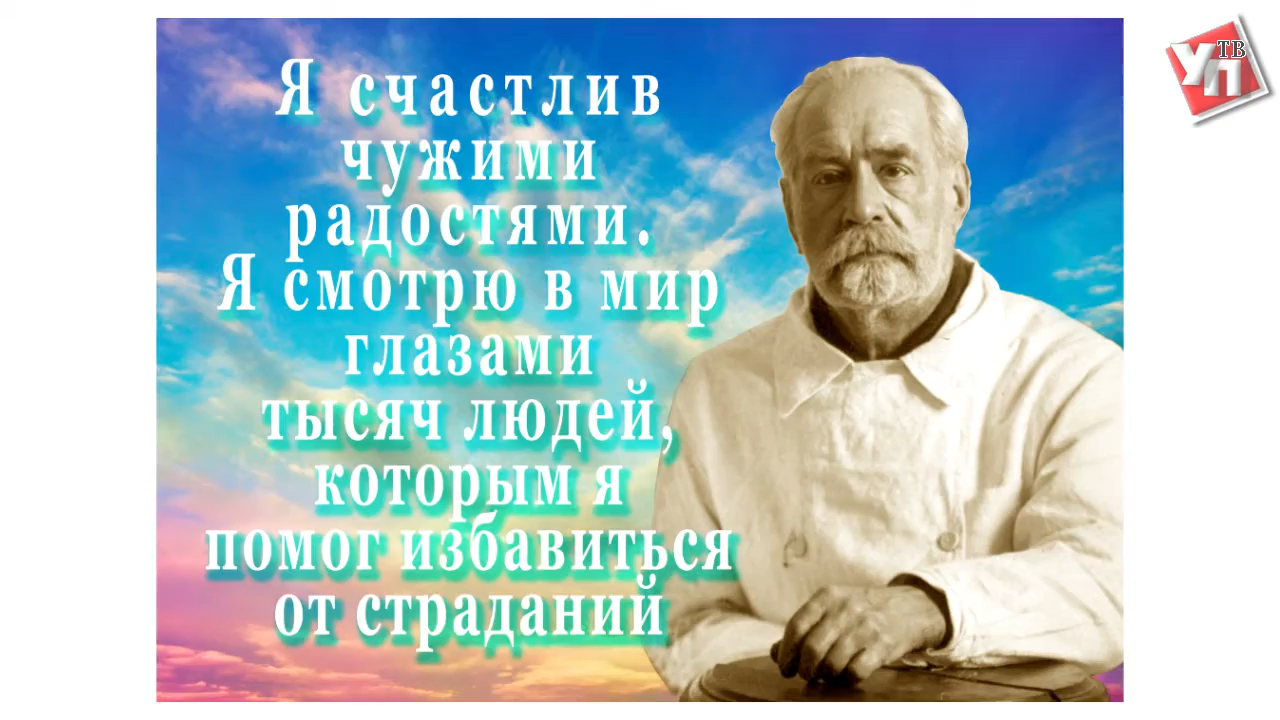 Я счастлив
чужими
радостями.
Я смотрю в мир
глазами
тысяч людей,
которым я
помог избавиться
от страданий
УП ТВ